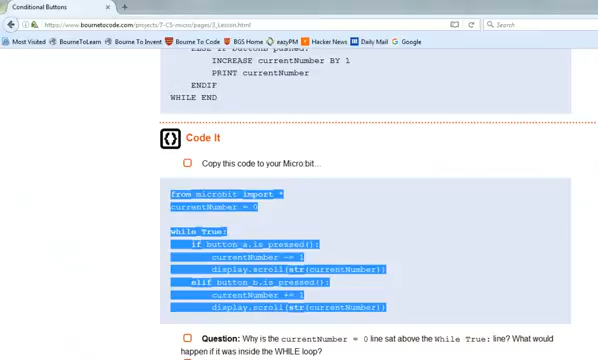 Conditional Buttons
https://www.bournetocode.com/projects/7-CS-micro/pages/3_Lesson.html
Search
Most Visited BourneToLearn Bourne To Invent Bourne To Code BGS Home eazyPM Hacker News Daily Mail Google
INCREASE currentNumber BY 1
PRINT currentNumber
ENDIF
WHILE END
Code It
Copy this code to your Micro:bit...
from microbit import *
currentNumber = 0
while True:
if button_a.is_pressed():
currentNumber -= 1
display.scroll(str(currentNumber))
elif button_b.is_pressed():
currentNumber += 1
display.scroll(str(currentNumber))
Question: Why is the currentNumber = 0 line sat above the While True: line? What would
happen if it was inside the WHILE loop?